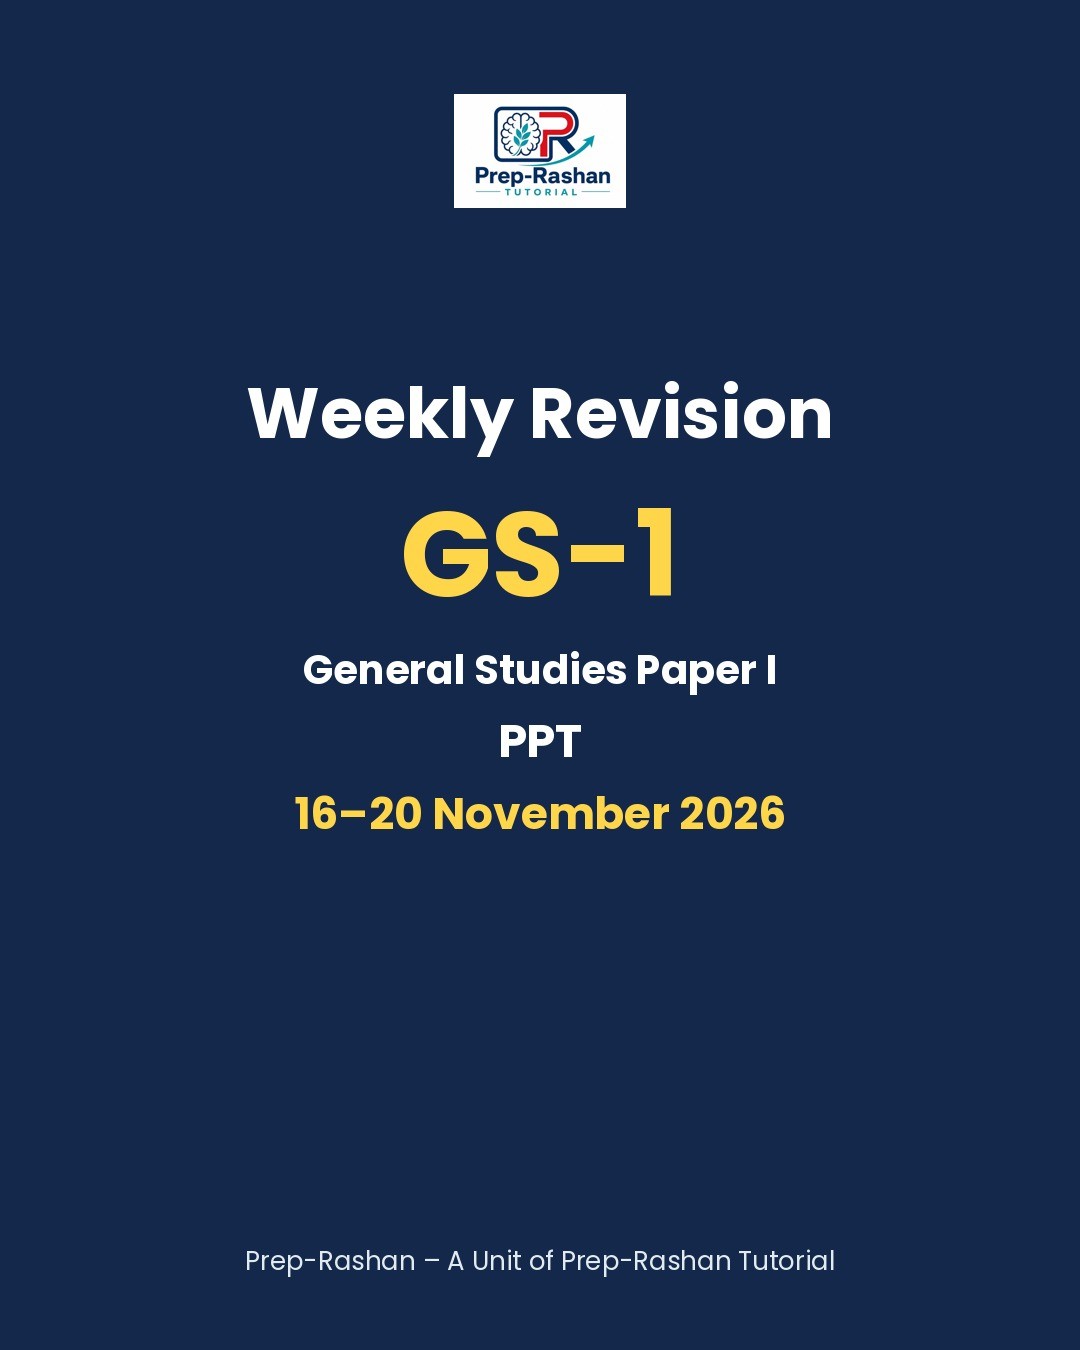 Prep-Rashan
TUTORIAL
Weekly Revision
GS-1
General Studies Paper I
PPT
16–20 November 2026
Prep-Rashan – A Unit of Prep-Rashan Tutorial